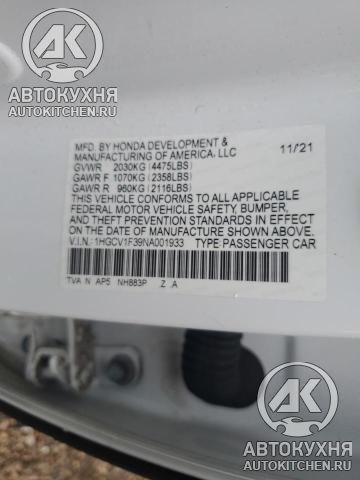 АК
АВТОКУХНЯ
AUTOKITCHEN.RU
MFD. BY HONDA DEVELOPMENT &
MANUFACTURING OF AMERICA, LLC 11/21
GVWR 2030KG (4475LBS)
GAWR F 1070KG (2358LBS)
GAWR R 960KG (2116LBS)
THIS VEHICLE CONFORMS TO ALL APPLICABLE
FEDERAL MOTOR VEHICLE SAFETY BUMPER,
AND THEFT PREVENTION STANDARDS IN EFFECT
ON THE DATE OF MANUFACTURE SHOWN ABOVE.
V.I.N.: 1HGCV1F39NA001933 TYPE:PASSENGER CAR
TVA N AP5 NH883P Z A
АК
АВТОКУХНЯ
AUTOKITCHEN.RU